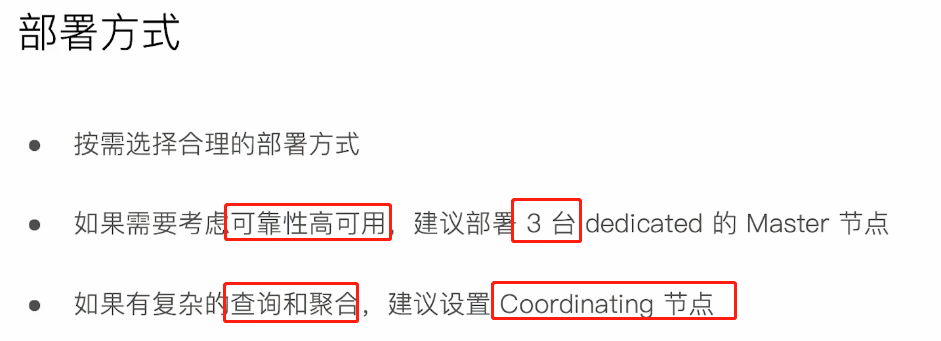 部署方式
● 按需选择合理的部署方式
● 如果需要考虑可靠性高可用，建议部署 3 台 dedicated 的 Master 节点
● 如果有复杂的查询和聚合，建议设置 Coordinating 节点